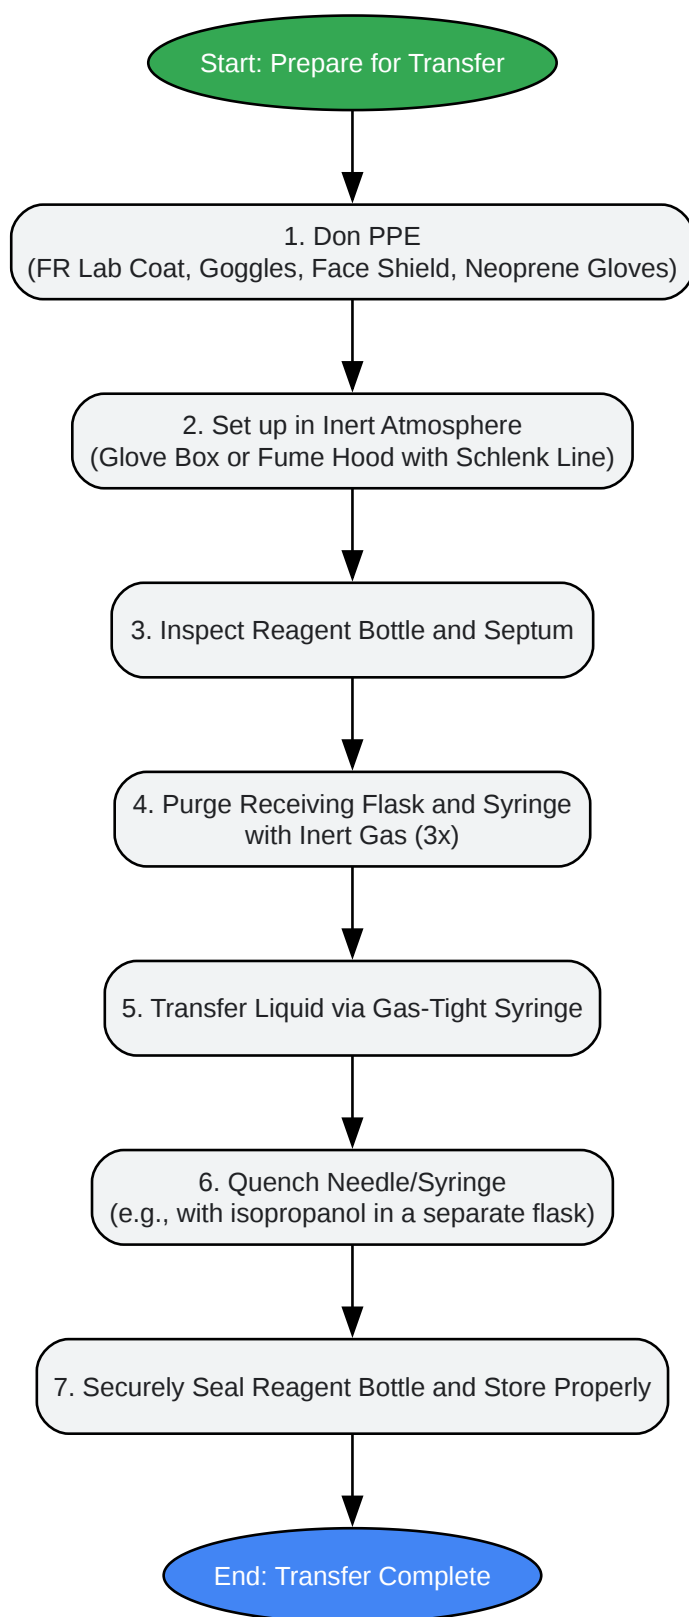 Start: Prepare for Transfer
1. Don PPE
(FR Lab Coat, Goggles, Face Shield, Neoprene Gloves)
2. Set up in Inert Atmosphere
(Glove Box or Fume Hood with Schlenk Line)
3. Inspect Reagent Bottle and Septum
4. Purge Receiving Flask and Syringe
with Inert Gas (3x)
5. Transfer Liquid via Gas-Tight Syringe
6. Quench Needle/Syringe
(e.g., with isopropanol in a separate flask)
7. Securely Seal Reagent Bottle and Store Properly
End: Transfer Complete